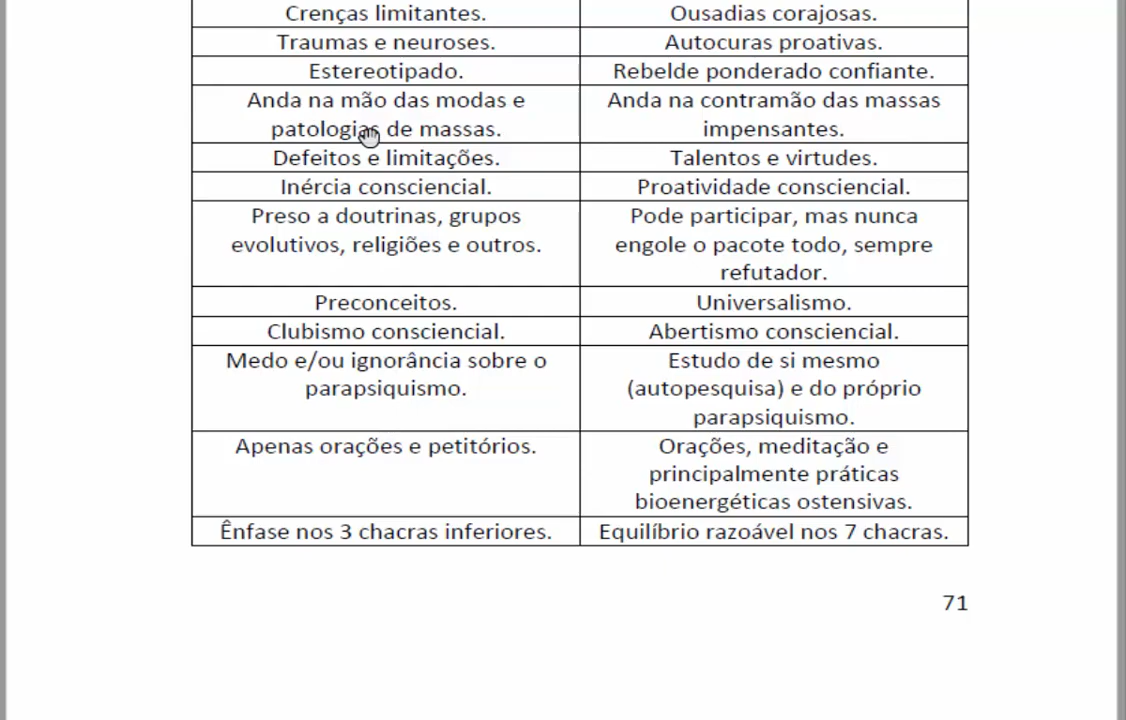 Crenças limitantes. Ousadias corajosas.
Traumas e neuroses. Autocuras proativas.
Estereotipado. Rebelde ponderado confiante.
Anda na mão das modas e
patologias de massas.
Anda na contramão das massas
impensantes.
Defeitos e limitações. Talentos e virtudes.
Inércia consciencial. Proatividade consciencial.
Preso a doutrinas, grupos
evolutivos, religiões e outros.
Pode participar, mas nunca
engole o pacote todo, sempre
refutador.
Preconceitos. Universalismo.
Clubismo consciencial. Abertismo consciencial.
Medo e/ou ignorância sobre o
parapsiquismo.
Estudo de si mesmo
(autopesquisa) e do próprio
parapsiquismo.
Apenas orações e petitórios.
Orações, meditação e
principalmente práticas
bioenergéticas ostensivas.
Ênfase nos 3 chacras inferiores. Equilíbrio razoável nos 7 chacras.
71